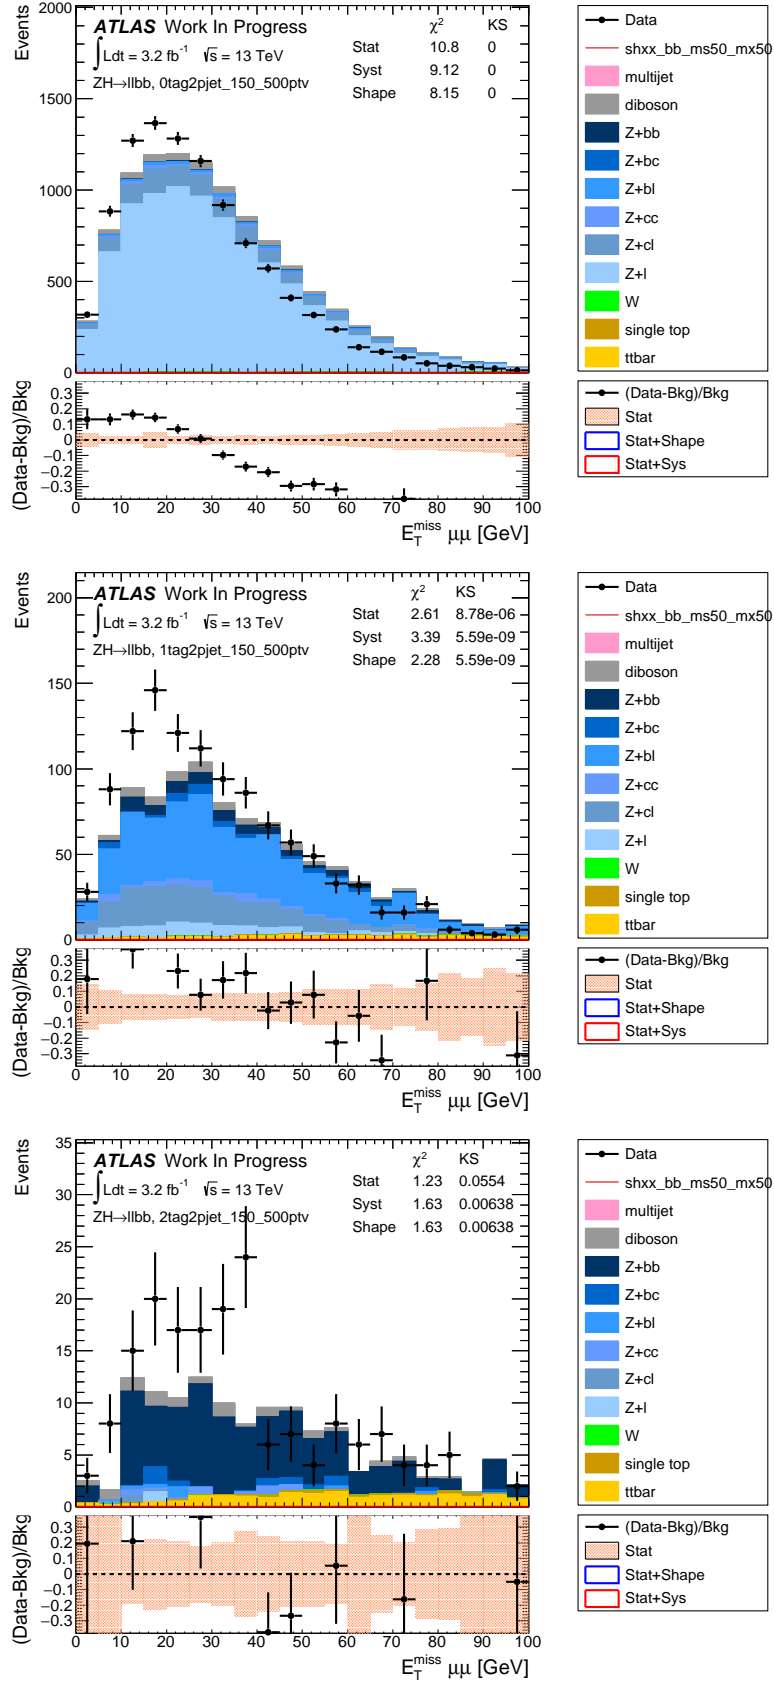 Events
2000
1500
1000
500
0
ATLAS Work In Progress
∫Ldt = 3.2 fb⁻¹ √s = 13 TeV
ZH→llbb, 0tag2pjet_150_500ptv
χ² KS
Stat 10.8 0
Syst 9.12 0
Shape 8.15 0
Data
shxx_bb_ms50_mx50
multijet
diboson
Z+bb
Z+bc
Z+bl
Z+cc
Z+cl
Z+l
W
single top
ttbar
(Data-Bkg)/Bkg
0.3
0.2
0.1
0
−0.1
−0.2
−0.3
0 10 20 30 40 50 60 70 80 90 100
E_T^miss μμ [GeV]
(Data-Bkg)/Bkg
Stat
Stat+Shape
Stat+Sys
Events
200
150
100
50
0
ATLAS Work In Progress
∫Ldt = 3.2 fb⁻¹ √s = 13 TeV
ZH→llbb, 1tag2pjet_150_500ptv
χ² KS
Stat 2.61 8.78e-06
Syst 3.39 5.59e-09
Shape 2.28 5.59e-09
Data
shxx_bb_ms50_mx50
multijet
diboson
Z+bb
Z+bc
Z+bl
Z+cc
Z+cl
Z+l
W
single top
ttbar
(Data-Bkg)/Bkg
0.3
0.2
0.1
0
−0.1
−0.2
−0.3
0 10 20 30 40 50 60 70 80 90 100
E_T^miss μμ [GeV]
(Data-Bkg)/Bkg
Stat
Stat+Shape
Stat+Sys
Events
35
30
25
20
15
10
5
0
ATLAS Work In Progress
∫Ldt = 3.2 fb⁻¹ √s = 13 TeV
ZH→llbb, 2tag2pjet_150_500ptv
χ² KS
Stat 1.23 0.0554
Syst 1.63 0.00638
Shape 1.63 0.00638
Data
shxx_bb_ms50_mx50
multijet
diboson
Z+bb
Z+bc
Z+bl
Z+cc
Z+cl
Z+l
W
single top
ttbar
(Data-Bkg)/Bkg
0.3
0.2
0.1
0
−0.1
−0.2
−0.3
0 10 20 30 40 50 60 70 80 90 100
E_T^miss μμ [GeV]
(Data-Bkg)/Bkg
Stat
Stat+Shape
Stat+Sys